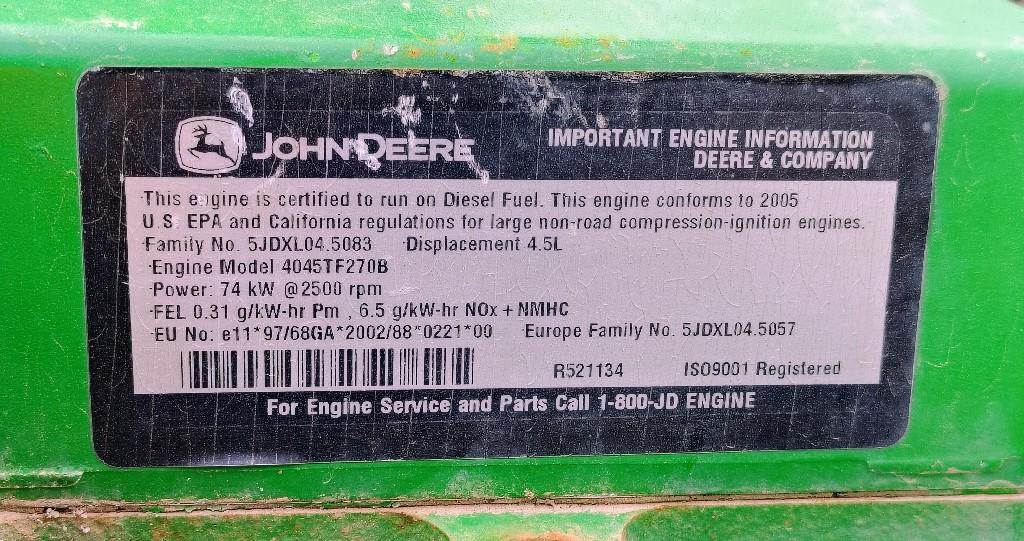 JOHN DEERE
IMPORTANT ENGINE INFORMATION
DEERE & COMPANY
This engine is certified to run on Diesel Fuel. This engine conforms to 2005
U.S. EPA and California regulations for large non-road compression-ignition engines.
Family No. 5JDXL04.5083 Displacement 4.5L
Engine Model 4045TF270B
Power: 74 kW @2500 rpm
FEL 0.31 g/kW-hr Pm , 6.5 g/kW-hr NOx + NMHC
EU No: e11*97/68GA*2002/88*0221*00 Europe Family No. 5JDXL04.5057
R521134 ISO9001 Registered
For Engine Service and Parts Call 1-800-JD ENGINE